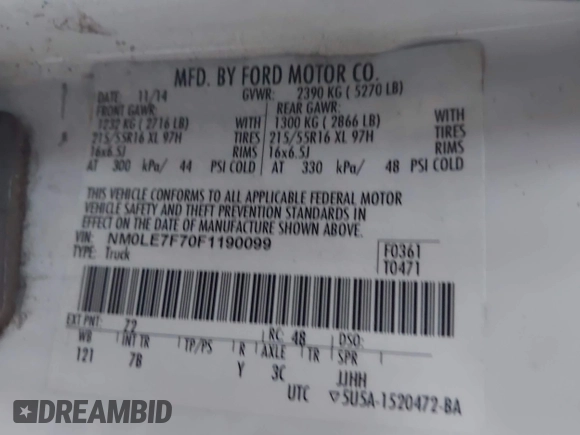 MFD. BY FORD MOTOR CO.
DATE: 11/14 GVWR: 2390 KG ( 5270 LB)
FRONT GAWR: REAR GAWR:
1232 KG ( 2716 LB) WITH 1300 KG ( 2866 LB) WITH
215/55R16 XL 97H TIRES 215/55R16 XL 97H TIRES
16x6.5J RIMS 16x6.5J RIMS
AT 300 kPa/ 44 PSI COLD AT 330 kPa/ 48 PSI COLD
THIS VEHICLE CONFORMS TO ALL APPLICABLE FEDERAL MOTOR
VEHICLE SAFETY AND THEFT PREVENTION STANDARDS IN
EFFECT ON THE DATE OF MANUFACTURE SHOWN ABOVE.
VIN: NM0LE7F70F1190099 F0361
TYPE: Truck T0471
EXT PNT: Z2 RC: 48 DSO:
WB INT TR TP/PS R AXLE TR SPR
121 7B Y 3C JJHH
UTC ▽5U5A-1520472-BA
DREAMBID